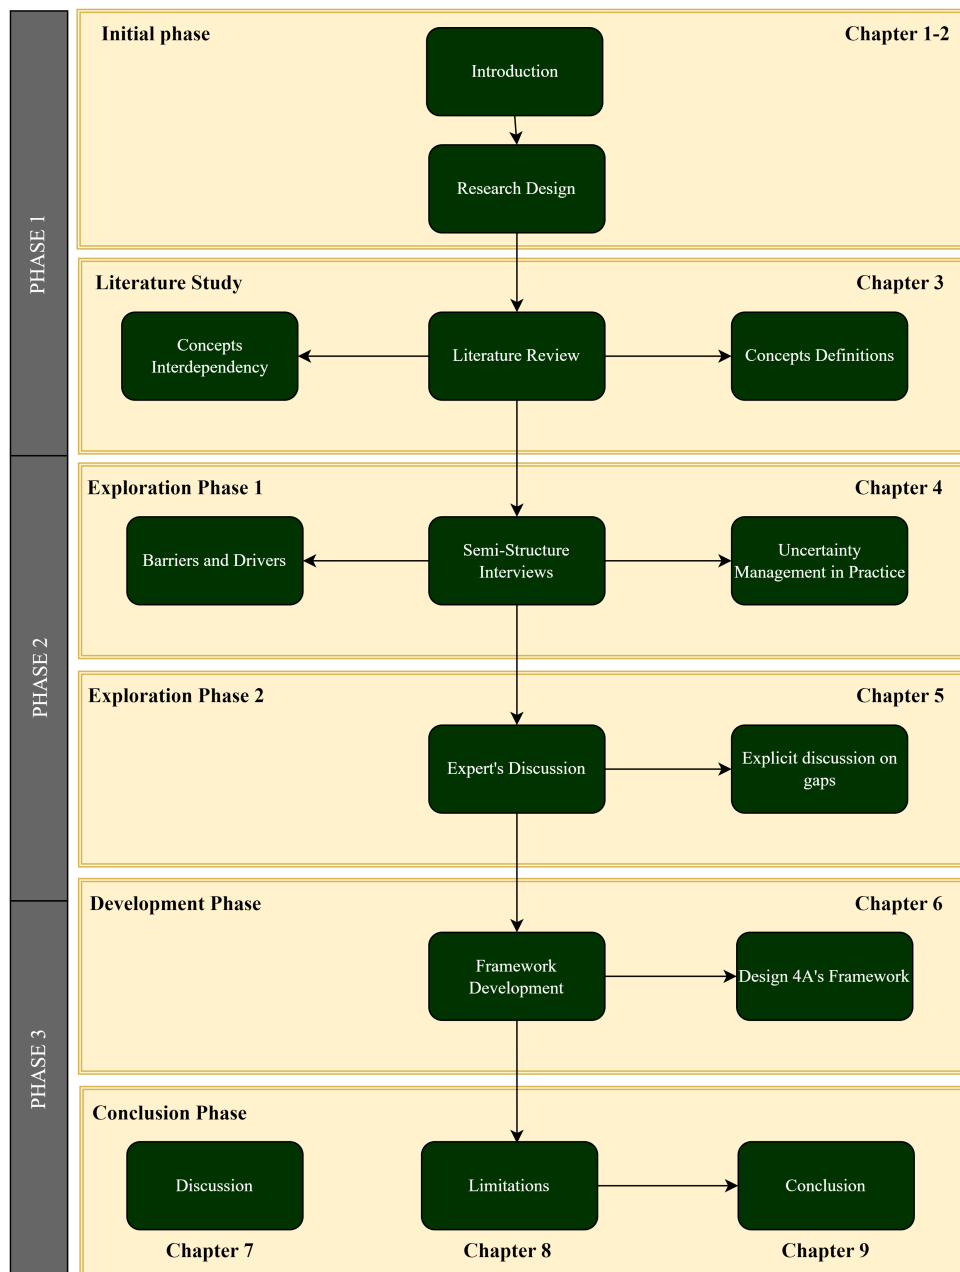 PHASE 1
Initial phase
Chapter 1-2
Introduction
Research Design
Literature Study
Chapter 3
Concepts
Interdependency
Literature Review
Concepts Definitions
PHASE 2
Exploration Phase 1
Chapter 4
Barriers and Drivers
Semi-Structure
Interviews
Uncertainty
Management in Practice
Exploration Phase 2
Chapter 5
Expert's Discussion
Explicit discussion on
gaps
PHASE 3
Development Phase
Chapter 6
Framework
Development
Design 4A's Framework
Conclusion Phase
Discussion
Limitations
Conclusion
Chapter 7
Chapter 8
Chapter 9